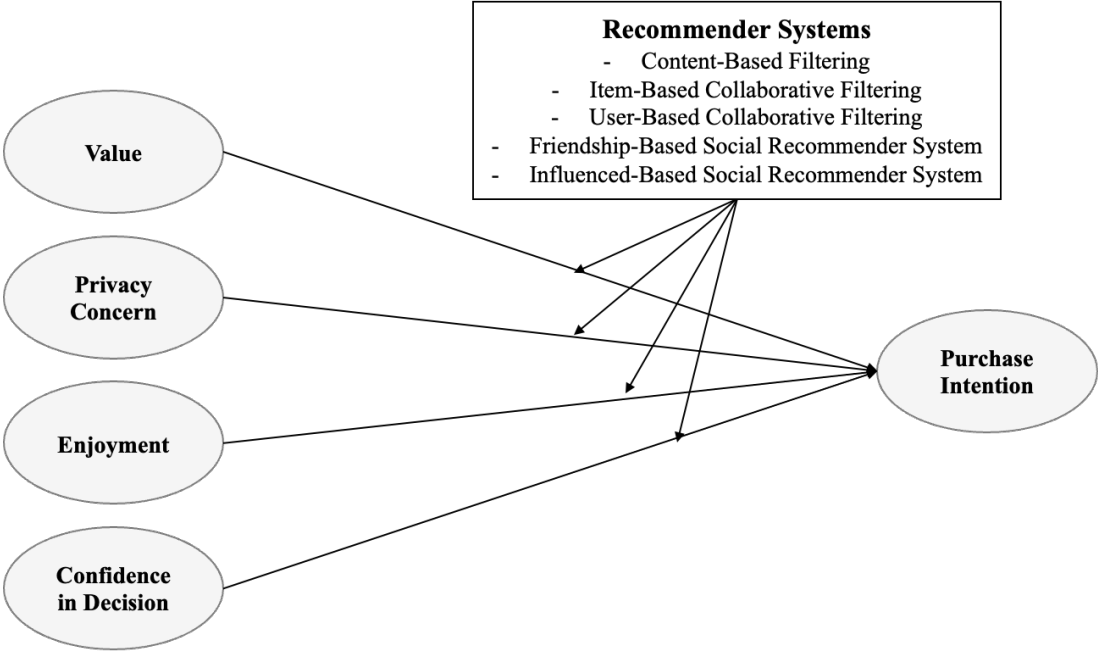 Recommender Systems
- Content-Based Filtering
- Item-Based Collaborative Filtering
- User-Based Collaborative Filtering
- Friendship-Based Social Recommender System
- Influenced-Based Social Recommender System
Value
Privacy
Concern
Enjoyment
Confidence
in Decision
Purchase
Intention